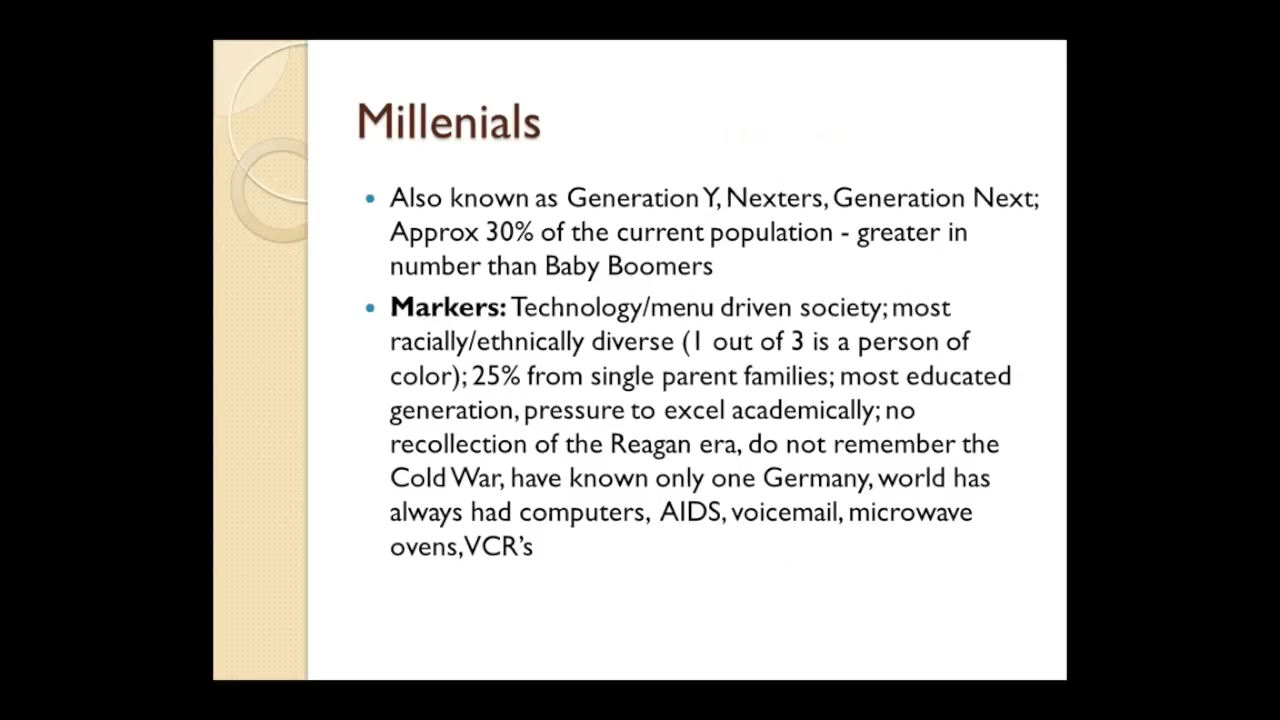 Millenials
• Also known as Generation Y, Nexters, Generation Next;
Approx 30% of the current population - greater in
number than Baby Boomers
• Markers: Technology/menu driven society; most
racially/ethnically diverse (1 out of 3 is a person of
color); 25% from single parent families; most educated
generation, pressure to excel academically; no
recollection of the Reagan era, do not remember the
Cold War, have known only one Germany, world has
always had computers, AIDS, voicemail, microwave
ovens, VCR’s